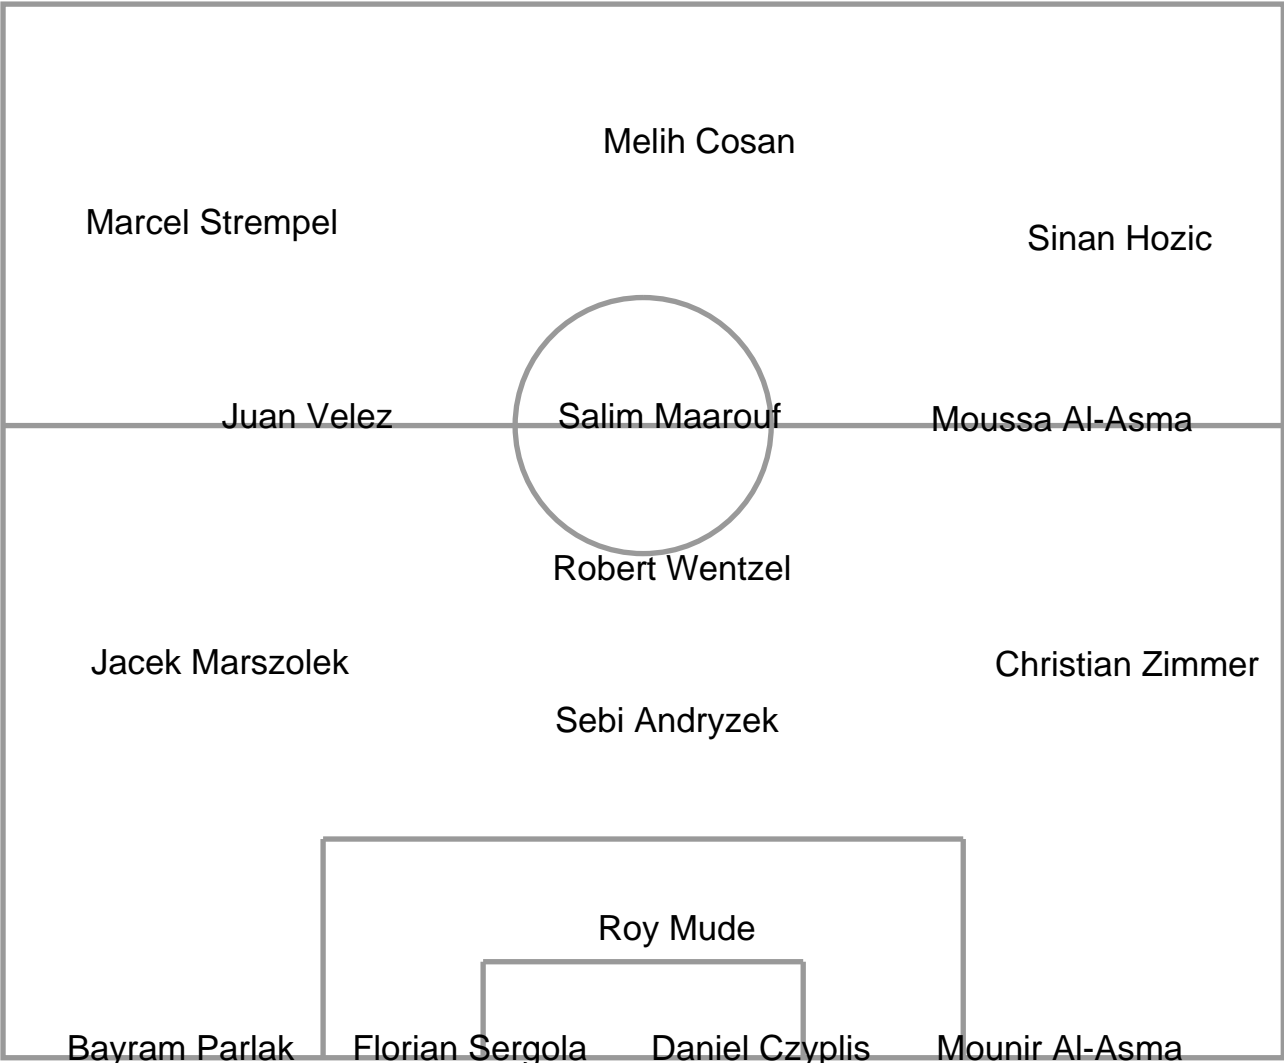 Melih Cosan
Marcel Strempel
Sinan Hozic
Juan Velez
Salim Maarouf
Moussa Al-Asma
Robert Wentzel
Jacek Marszolek
Christian Zimmer
Sebi Andryzek
Roy Mude
Bayram Parlak
Florian Sergola
Daniel Czyplis
Mounir Al-Asma